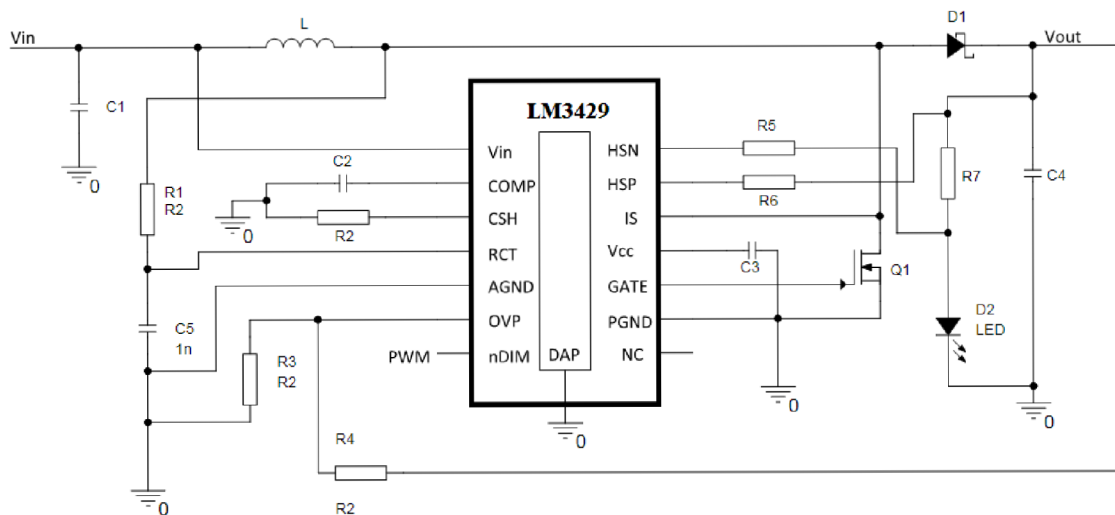 Vin
L
D1
Vout
C1
0
LM3429
R1
R2
C2
0
R2
Vin
COMP
CSH
RCT
AGND
OVP
nDIM
DAP
HSN
HSP
IS
Vcc
GATE
PGND
NC
R5
R6
C3
Q1
R7
C4
D2
LED
0
0
C5
1n
R3
R2
PWM
0
0
R4
R2